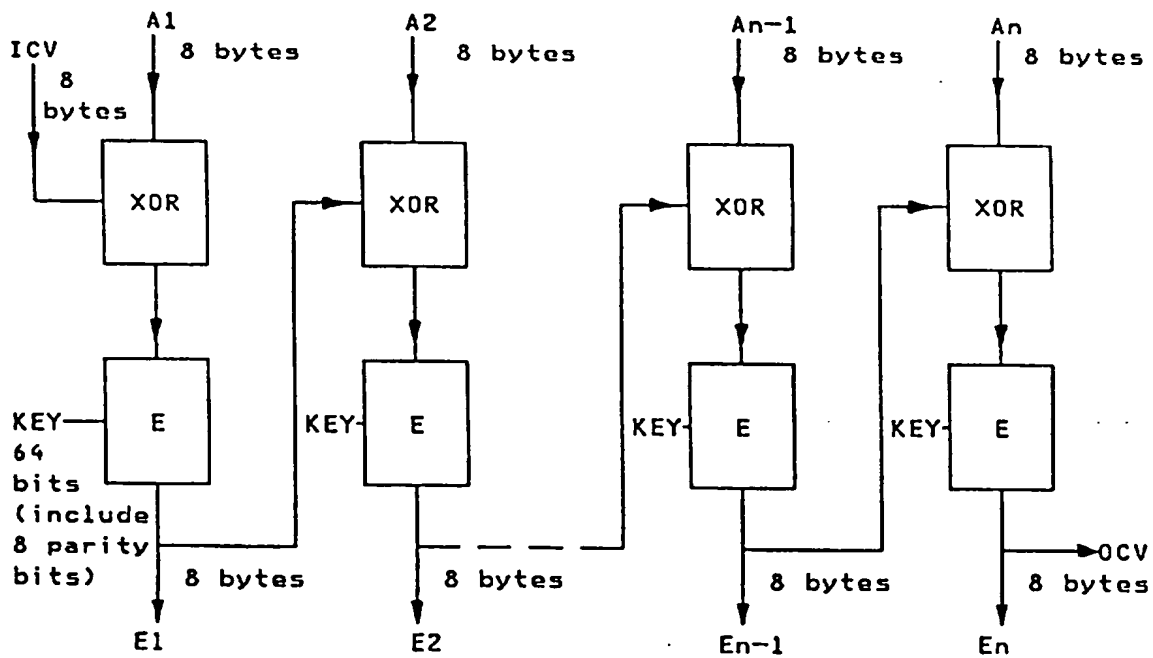 A1
8 bytes
A2
8 bytes
An-1
8 bytes
An
8 bytes
ICV
8
bytes
XOR
XOR
XOR
XOR
KEY
64
bits
(include
8 parity
bits)
E
KEY
E
KEY
E
KEY
E
8 bytes
8 bytes
8 bytes
OCV
8 bytes
E1
E2
En-1
En